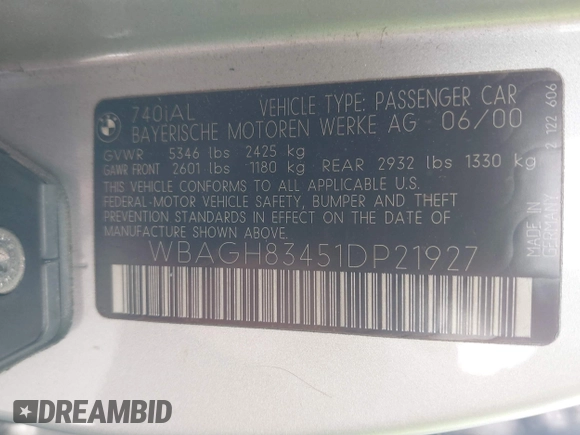 BMW
740iAL VEHICLE TYPE: PASSENGER CAR
BAYERISCHE MOTOREN WERKE AG 06/00
GVWR 5346 lbs 2425 kg
GAWR FRONT 2601 lbs 1180 kg REAR 2932 lbs 1330 kg
THIS VEHICLE CONFORMS TO ALL APPLICABLE U.S.
FEDERAL-MOTOR VEHICLE SAFETY, BUMPER AND THEFT
PREVENTION STANDARDS IN EFFECT ON THE DATE OF
MANUFACTURE SHOWN ABOVE.
WBAGH83451DP21927
MADE IN
GERMANY
2 122 606
DREAMBID